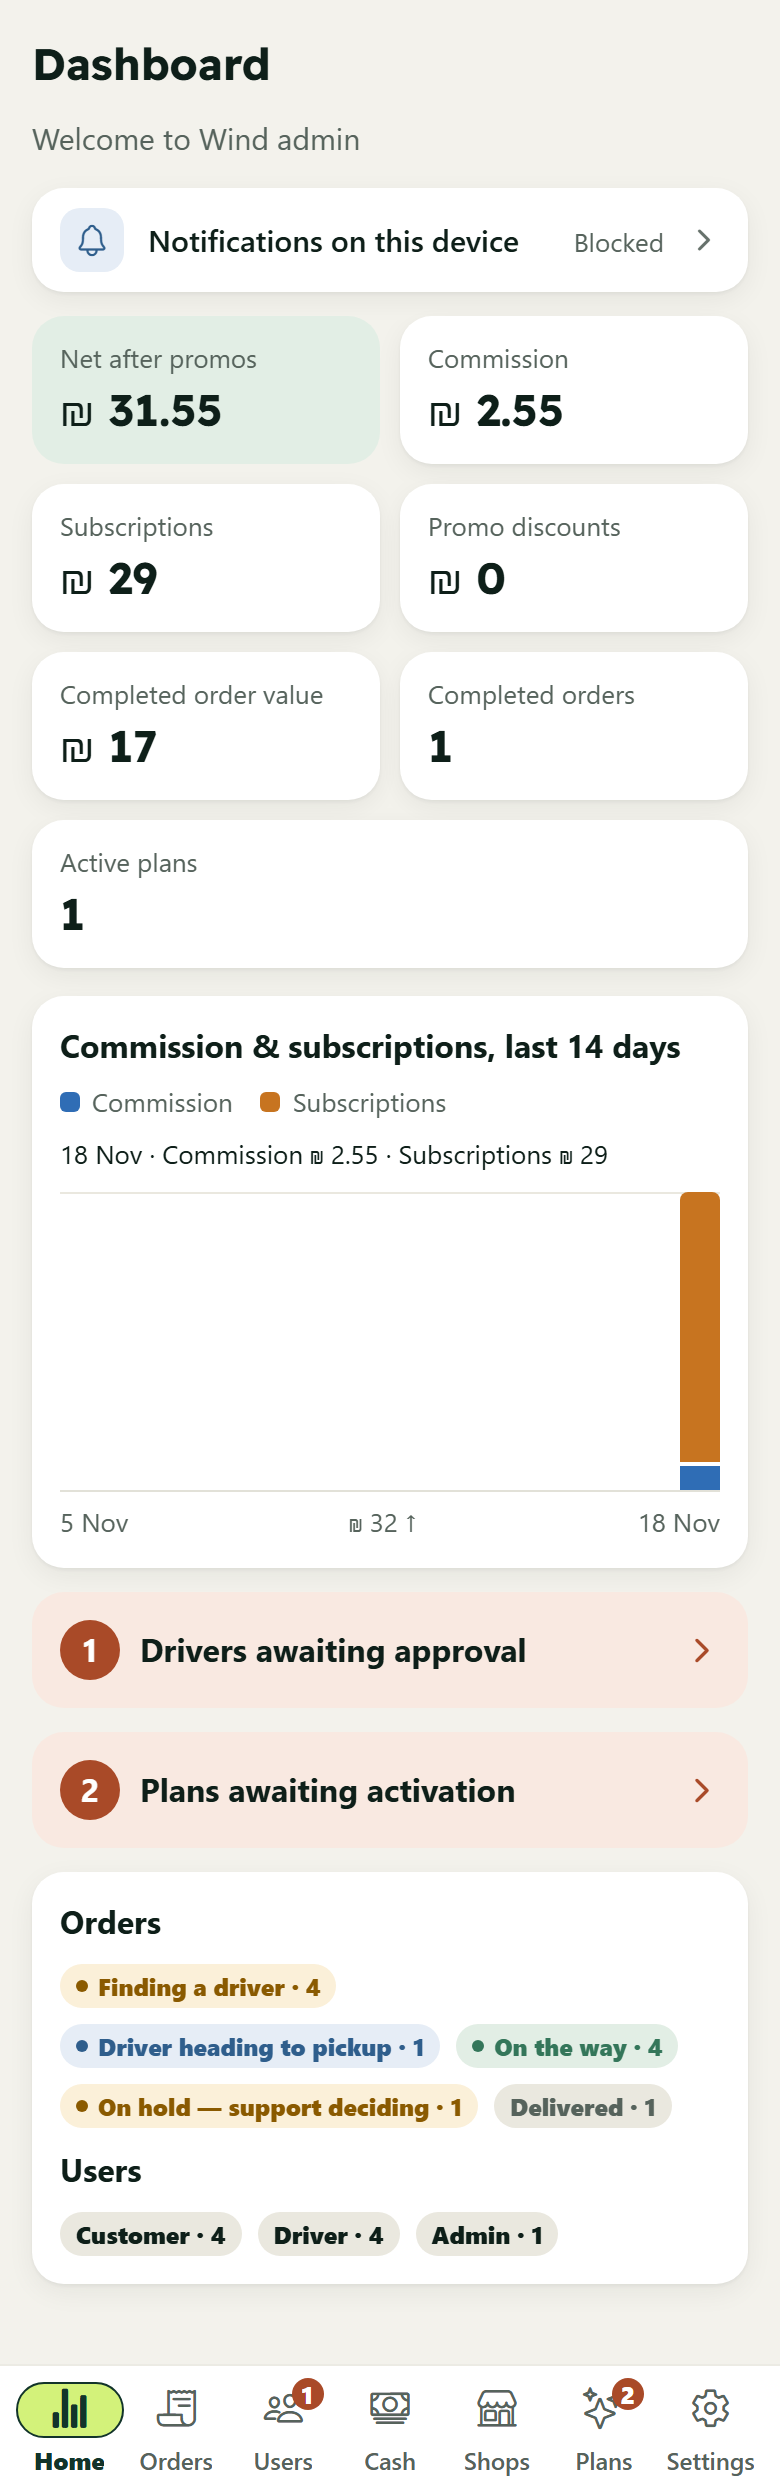 Dashboard
Welcome to Wind admin
Notifications on this device Blocked
Net after promos
₪ 31.55
Commission
₪ 2.55
Subscriptions
₪ 29
Promo discounts
₪ 0
Completed order value
₪ 17
Completed orders
1
Active plans
1
Commission & subscriptions, last 14 days
Commission Subscriptions
18 Nov · Commission ₪ 2.55 · Subscriptions ₪ 29
5 Nov ₪ 32 ↑ 18 Nov
1 Drivers awaiting approval
2 Plans awaiting activation
Orders
Finding a driver · 4
Driver heading to pickup · 1 On the way · 4
On hold — support deciding · 1 Delivered · 1
Users
Customer · 4 Driver · 4 Admin · 1
1 2
Home Orders Users Cash Shops Plans Settings